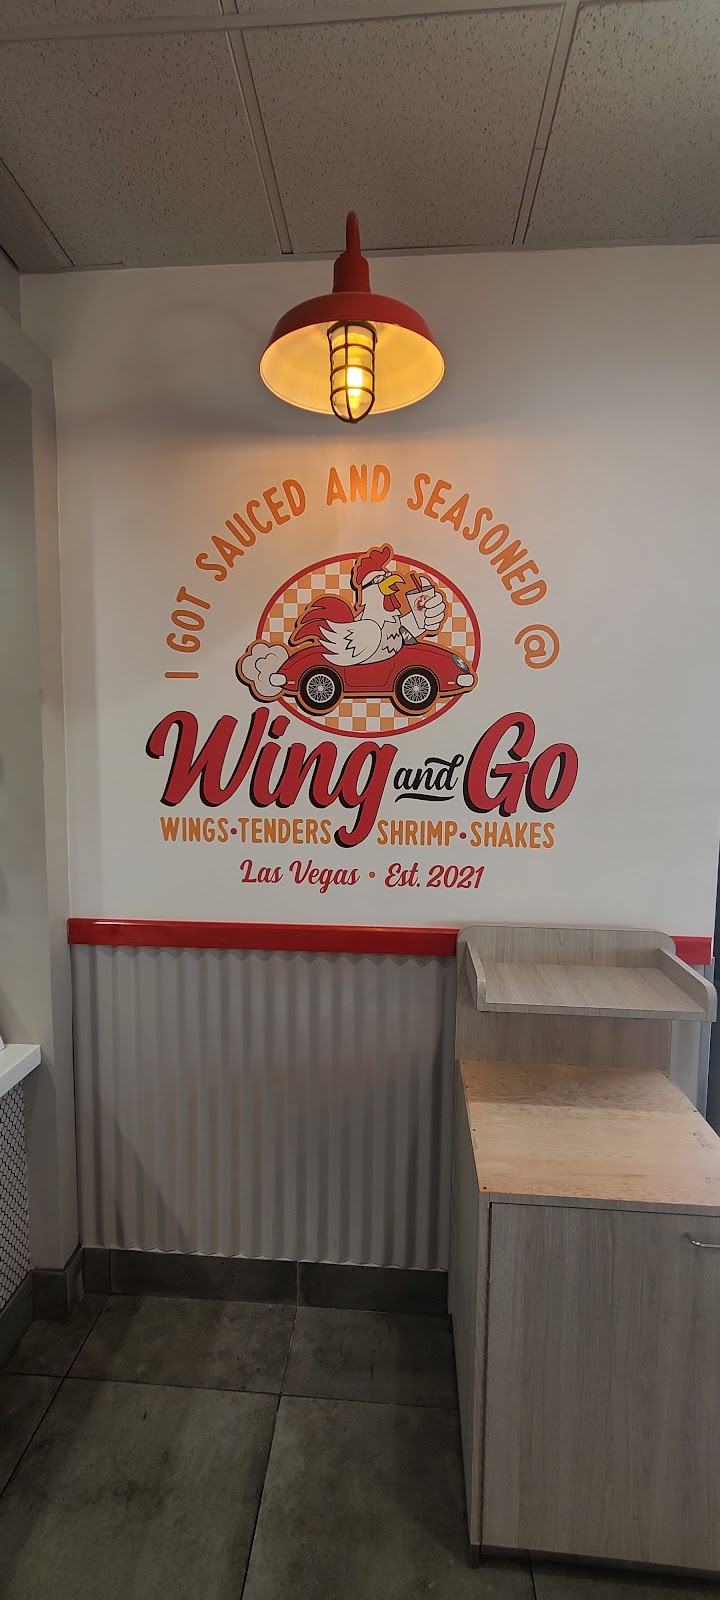 I GOT SAUCED AND SEASONED @
Wing and Go
WINGS•TENDERS SHRIMP•SHAKES
Las Vegas • Est. 2021